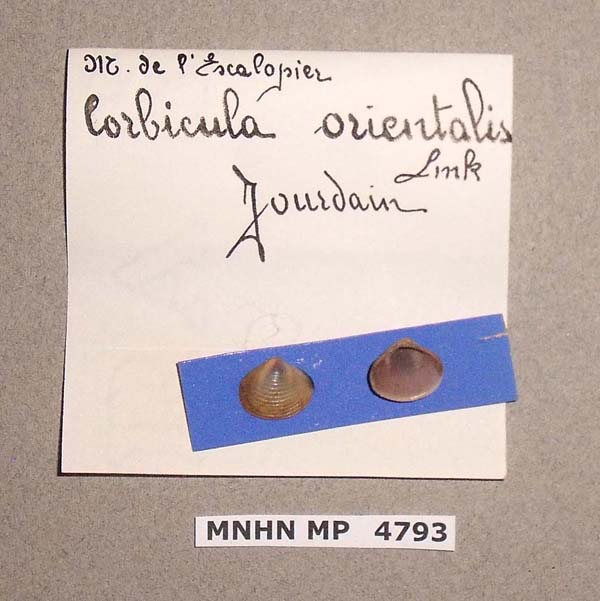 M. de l'Escalopier
Corbicula orientalis
Lmk
Jourdain
MNHN MP 4793